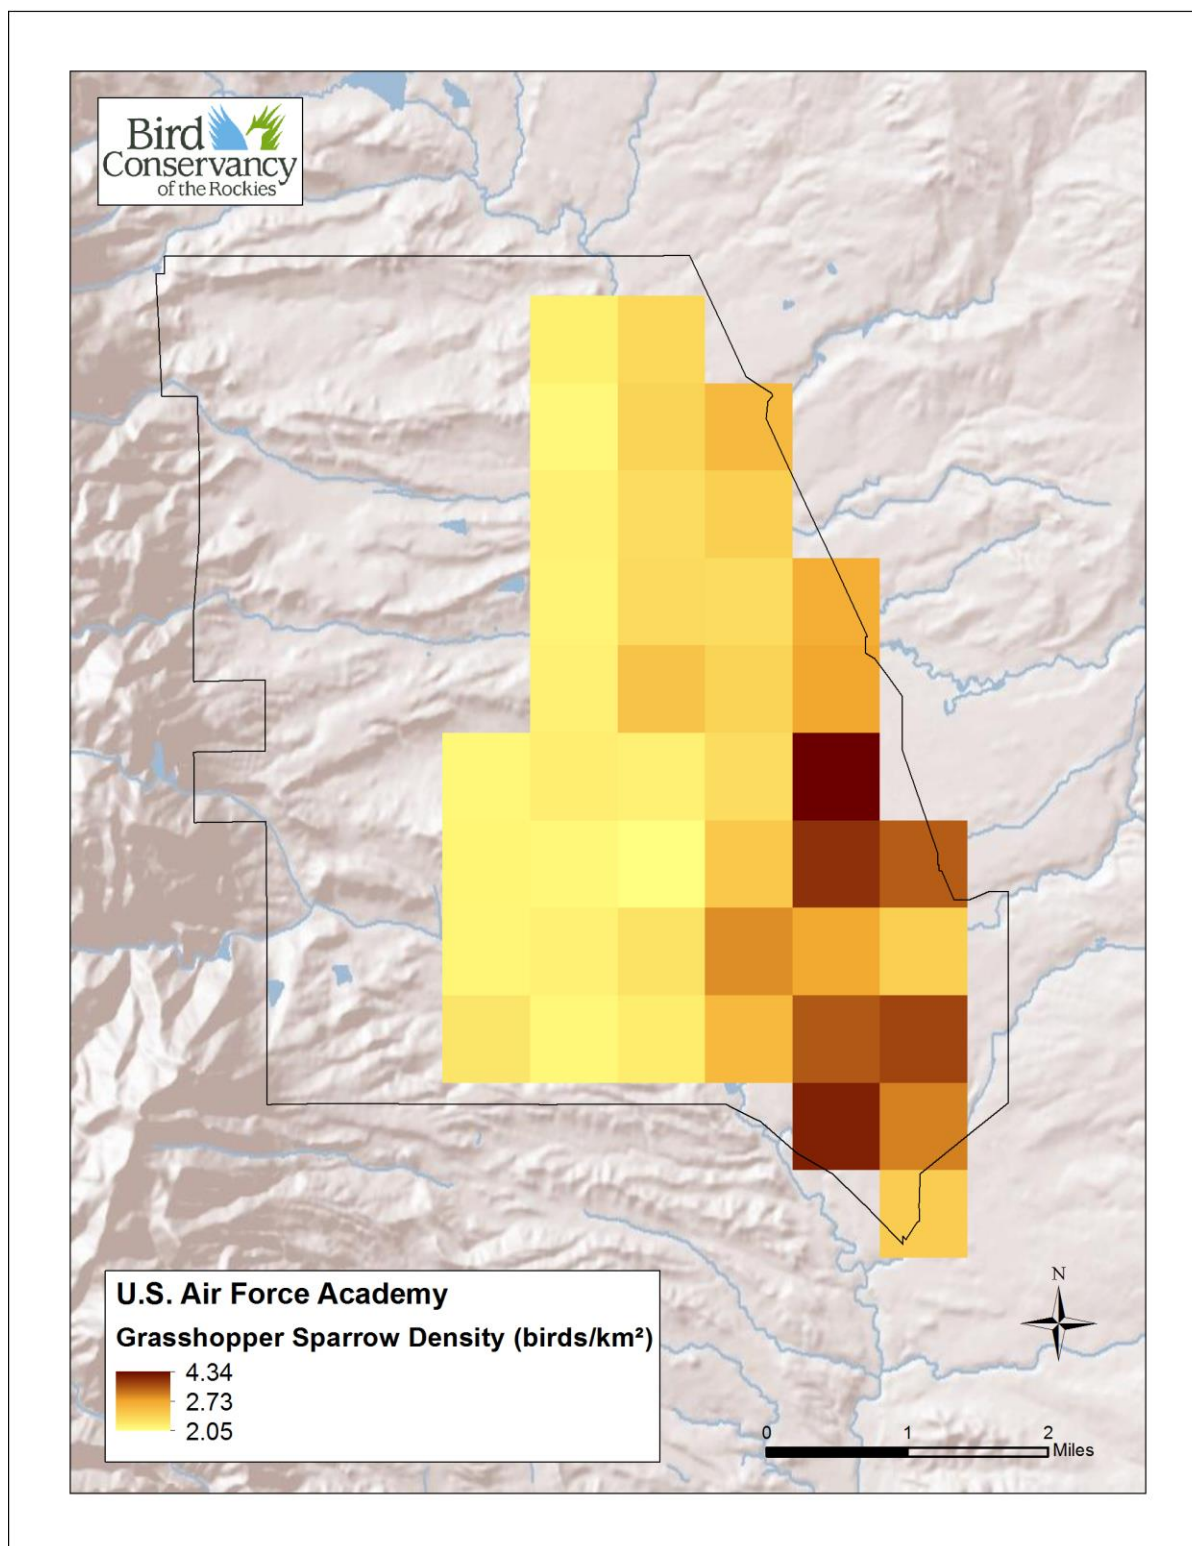 Bird
Conservancy
of the Rockies
U.S. Air Force Academy
Grasshopper Sparrow Density (birds/km²)
4.34
2.73
2.05
N
0 1 2
Miles